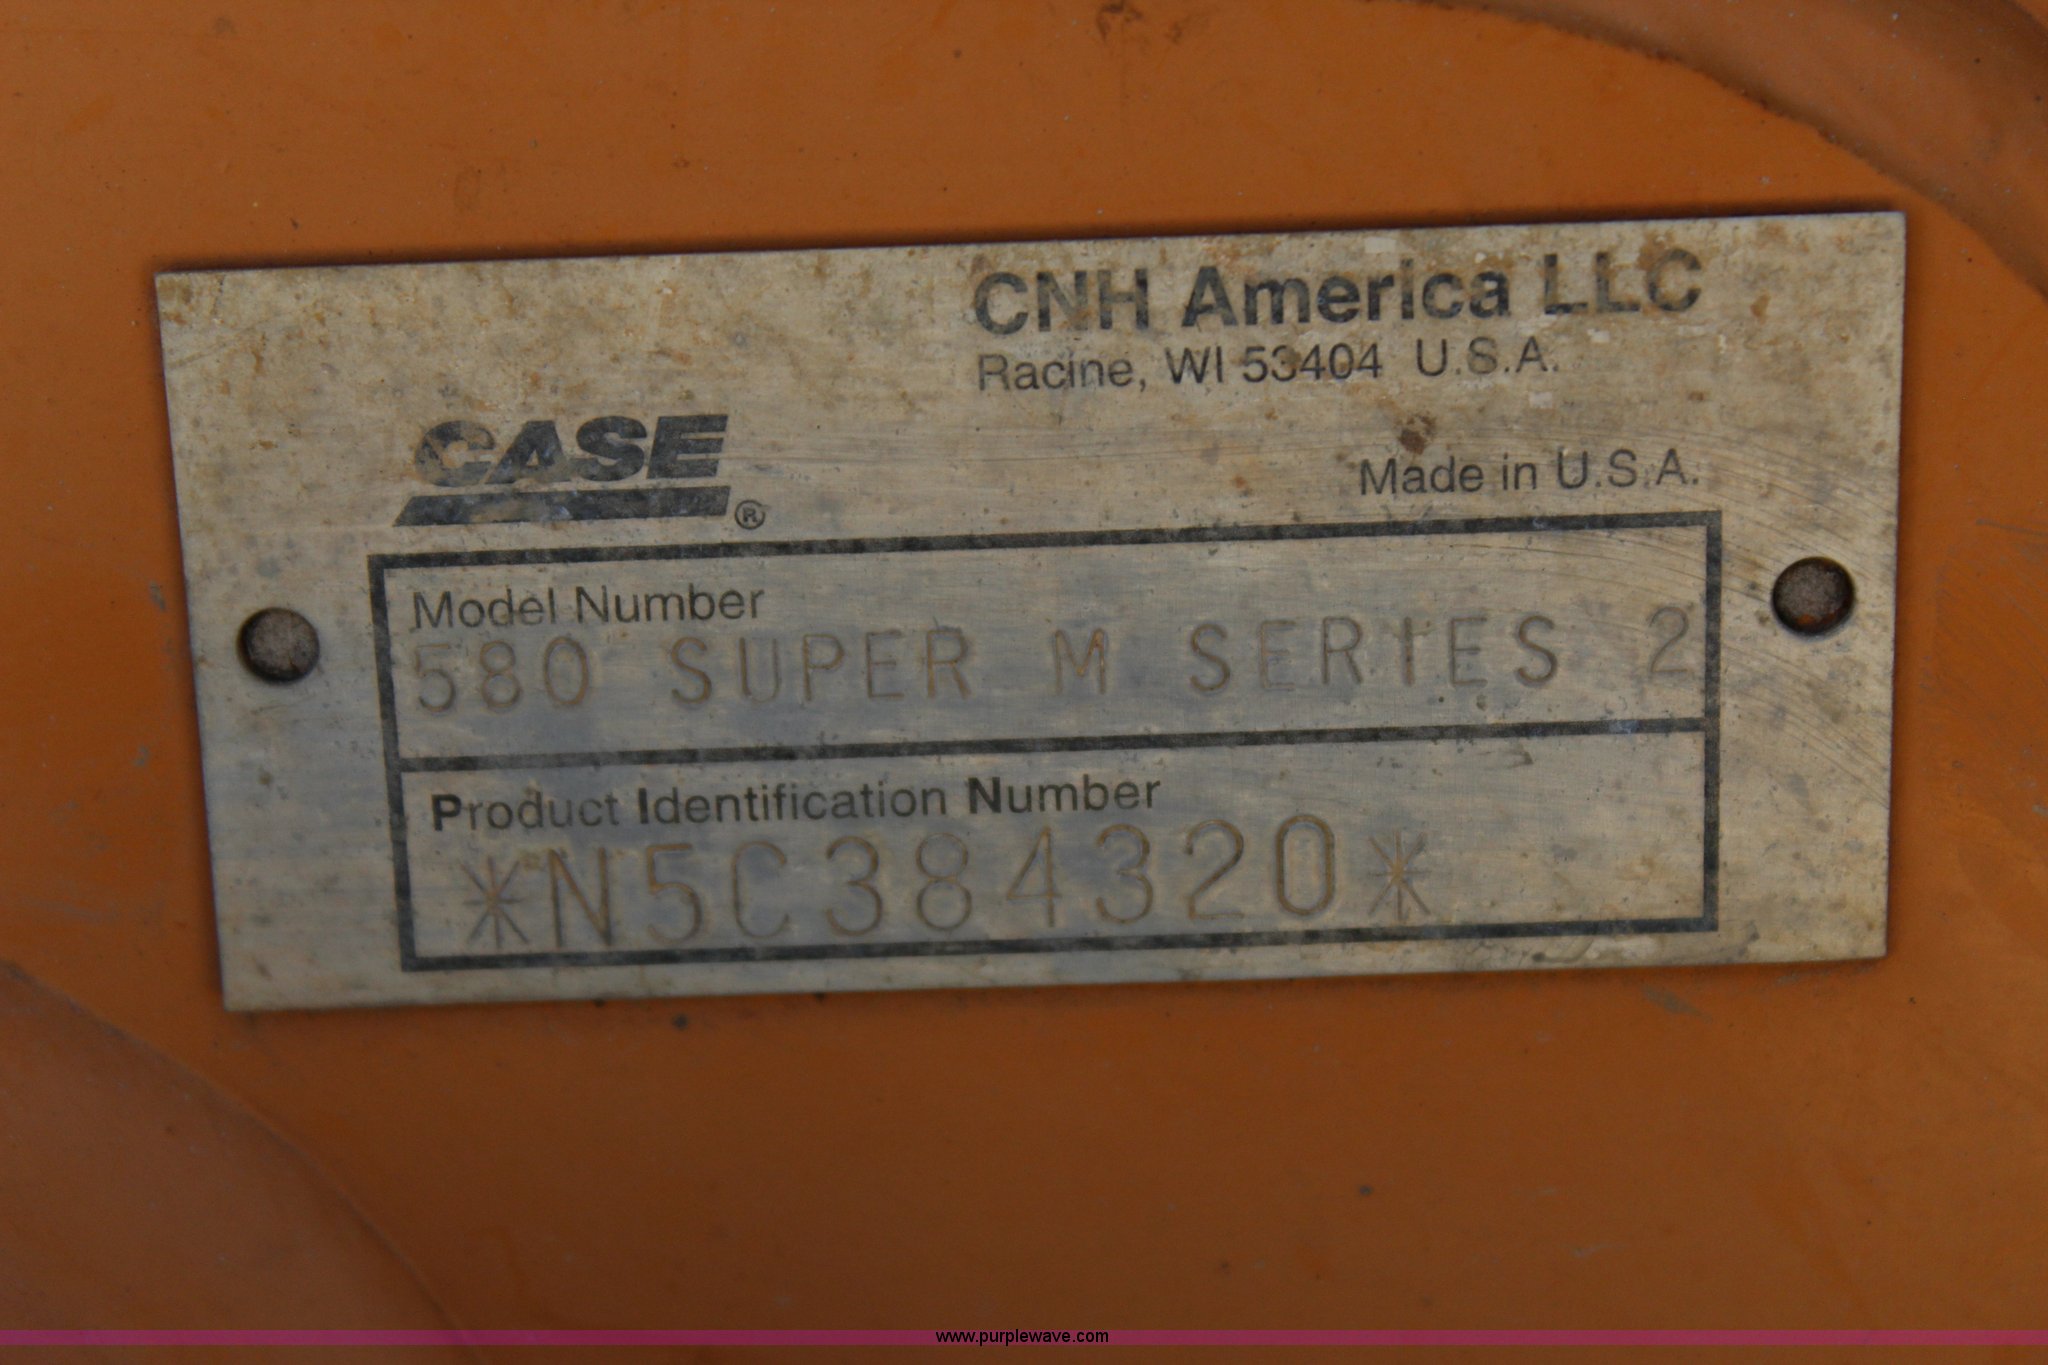 CNH America LLC
Racine, WI 53404 U.S.A.
CASE ®
Made in U.S.A.
Model Number
580 SUPER M SERIES 2
Product Identification Number
*N5C384320*
www.purplewave.com